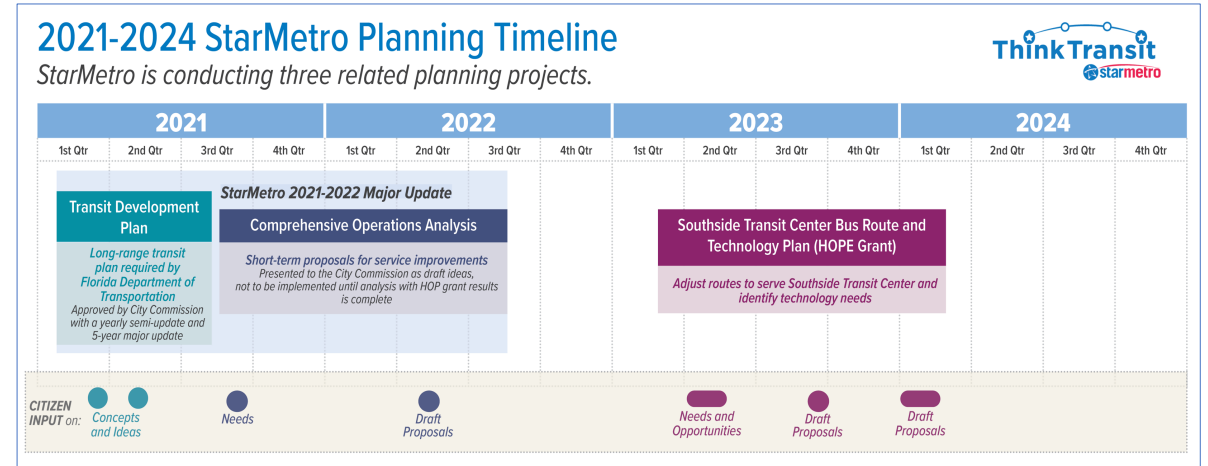 2021-2024 StarMetro Planning Timeline
StarMetro is conducting three related planning projects.
ThinkTransit
starmetro
2021 2022 2023 2024
1st Qtr 2nd Qtr 3rd Qtr 4th Qtr 1st Qtr 2nd Qtr 3rd Qtr 4th Qtr 1st Qtr 2nd Qtr 3rd Qtr 4th Qtr 1st Qtr 2nd Qtr 3rd Qtr 4th Qtr
StarMetro 2021-2022 Major Update
Transit Development
Plan
Long-range transit
plan required by
Florida Department of
Transportation
Approved by City Commission
with a yearly semi-update and
5-year major update
Comprehensive Operations Analysis
Short-term proposals for service improvements
Presented to the City Commission as draft ideas,
not to be implemented until analysis with HOP grant results
is complete
Southside Transit Center Bus Route and
Technology Plan (HOPE Grant)
Adjust routes to serve Southside Transit Center and
identify technology needs
CITIZEN
INPUT on:
Concepts
and Ideas
Needs
Draft
Proposals
Needs and
Opportunities
Draft
Proposals
Draft
Proposals